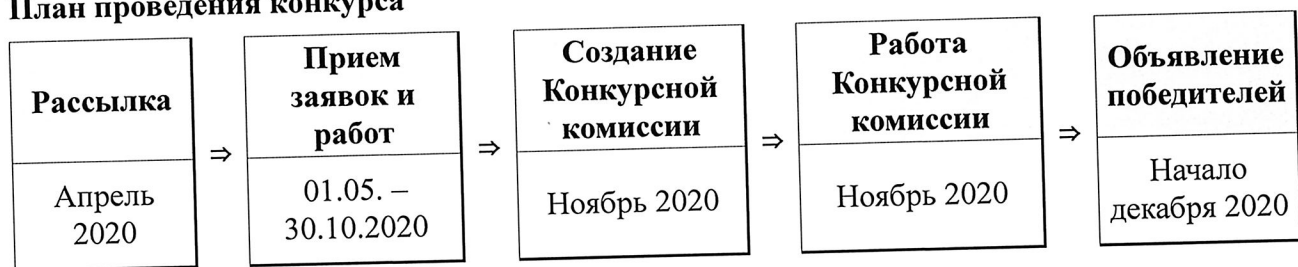 План проведения конкурса
Рассылка
Апрель
2020
⇒
Прием
заявок и
работ
01.05. –
30.10.2020
⇒
Создание
Конкурсной
комиссии
Ноябрь 2020
⇒
Работа
Конкурсной
комиссии
Ноябрь 2020
⇒
Объявление
победителей
Начало
декабря 2020